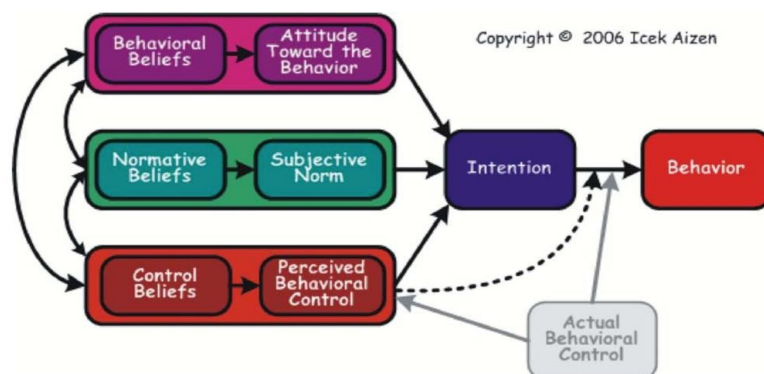 Behavioral
Beliefs
Attitude
Toward the
Behavior
Copyright © 2006 Icek Aizen
Normative
Beliefs
Subjective
Norm
Intention
Behavior
Control
Beliefs
Perceived
Behavioral
Control
Actual
Behavioral
Control